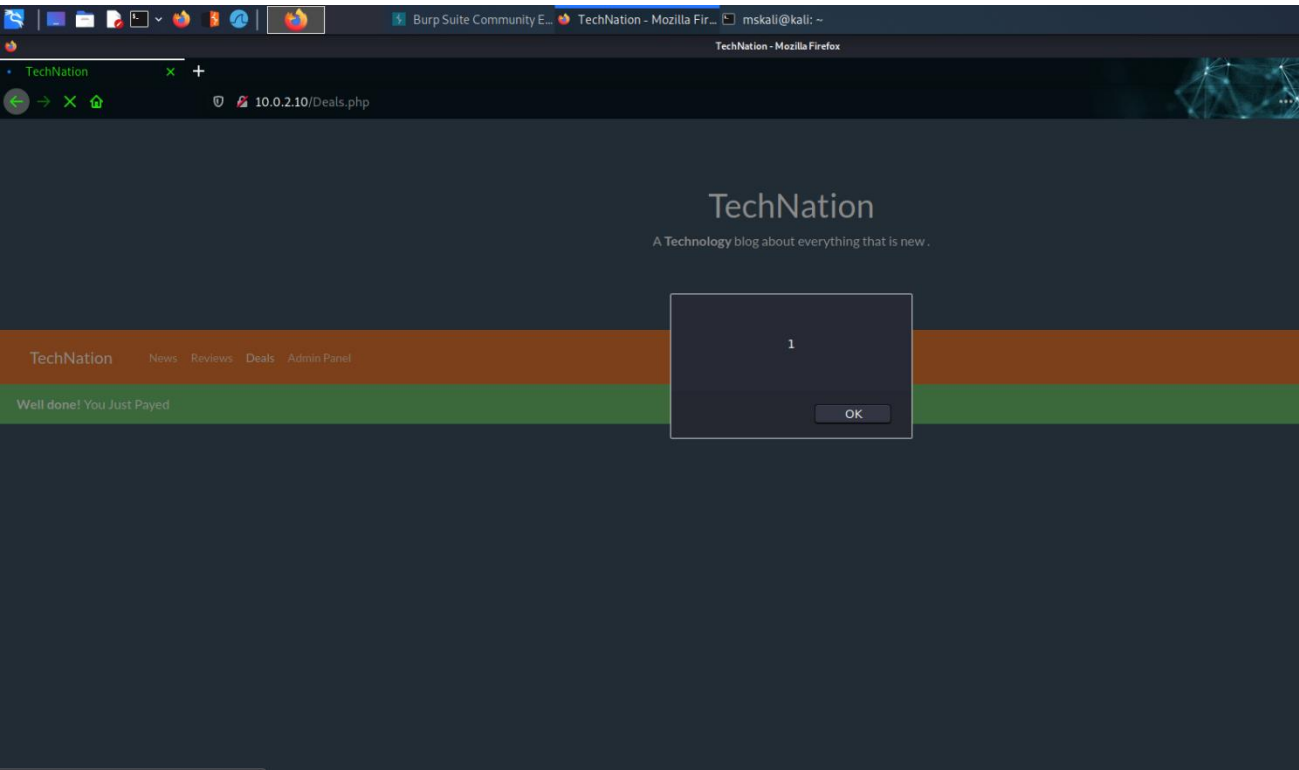 Burp Suite Community E... TechNation - Mozilla Fir... mskali@kali: ~
TechNation - Mozilla Firefox
TechNation
10.0.2.10/Deals.php
TechNation
A Technology blog about everything that is new .
1
OK
TechNation News Reviews Deals Admin Panel
Well done! You Just Payed